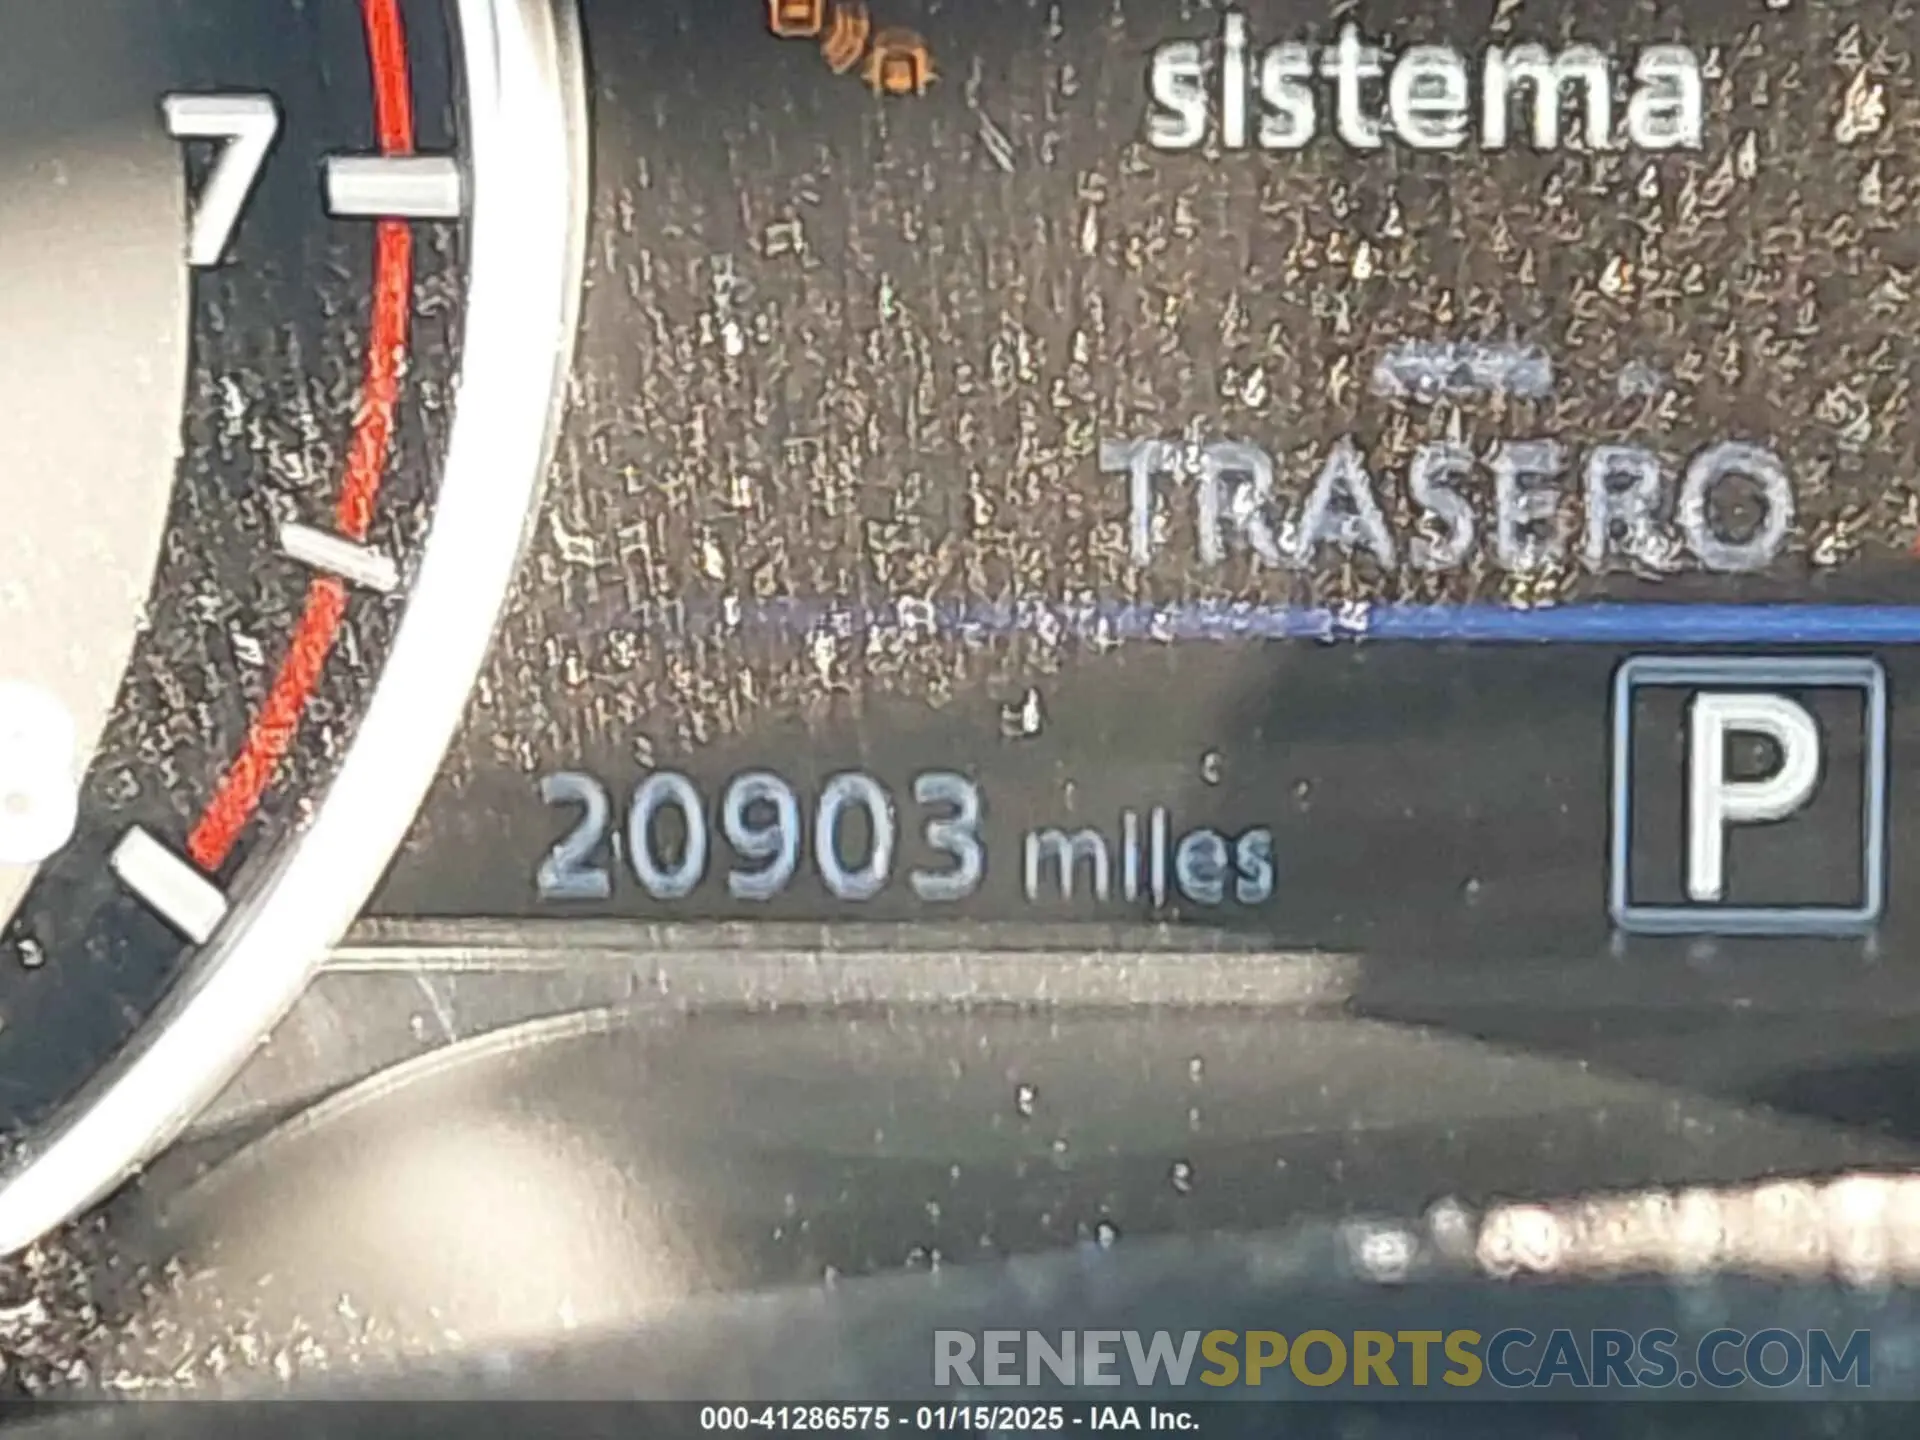 7
sistema
TRASERO
P
20903 miles
RENEWSPORTSCARS.COM
000-41286575 - 01/15/2025 - IAA Inc.